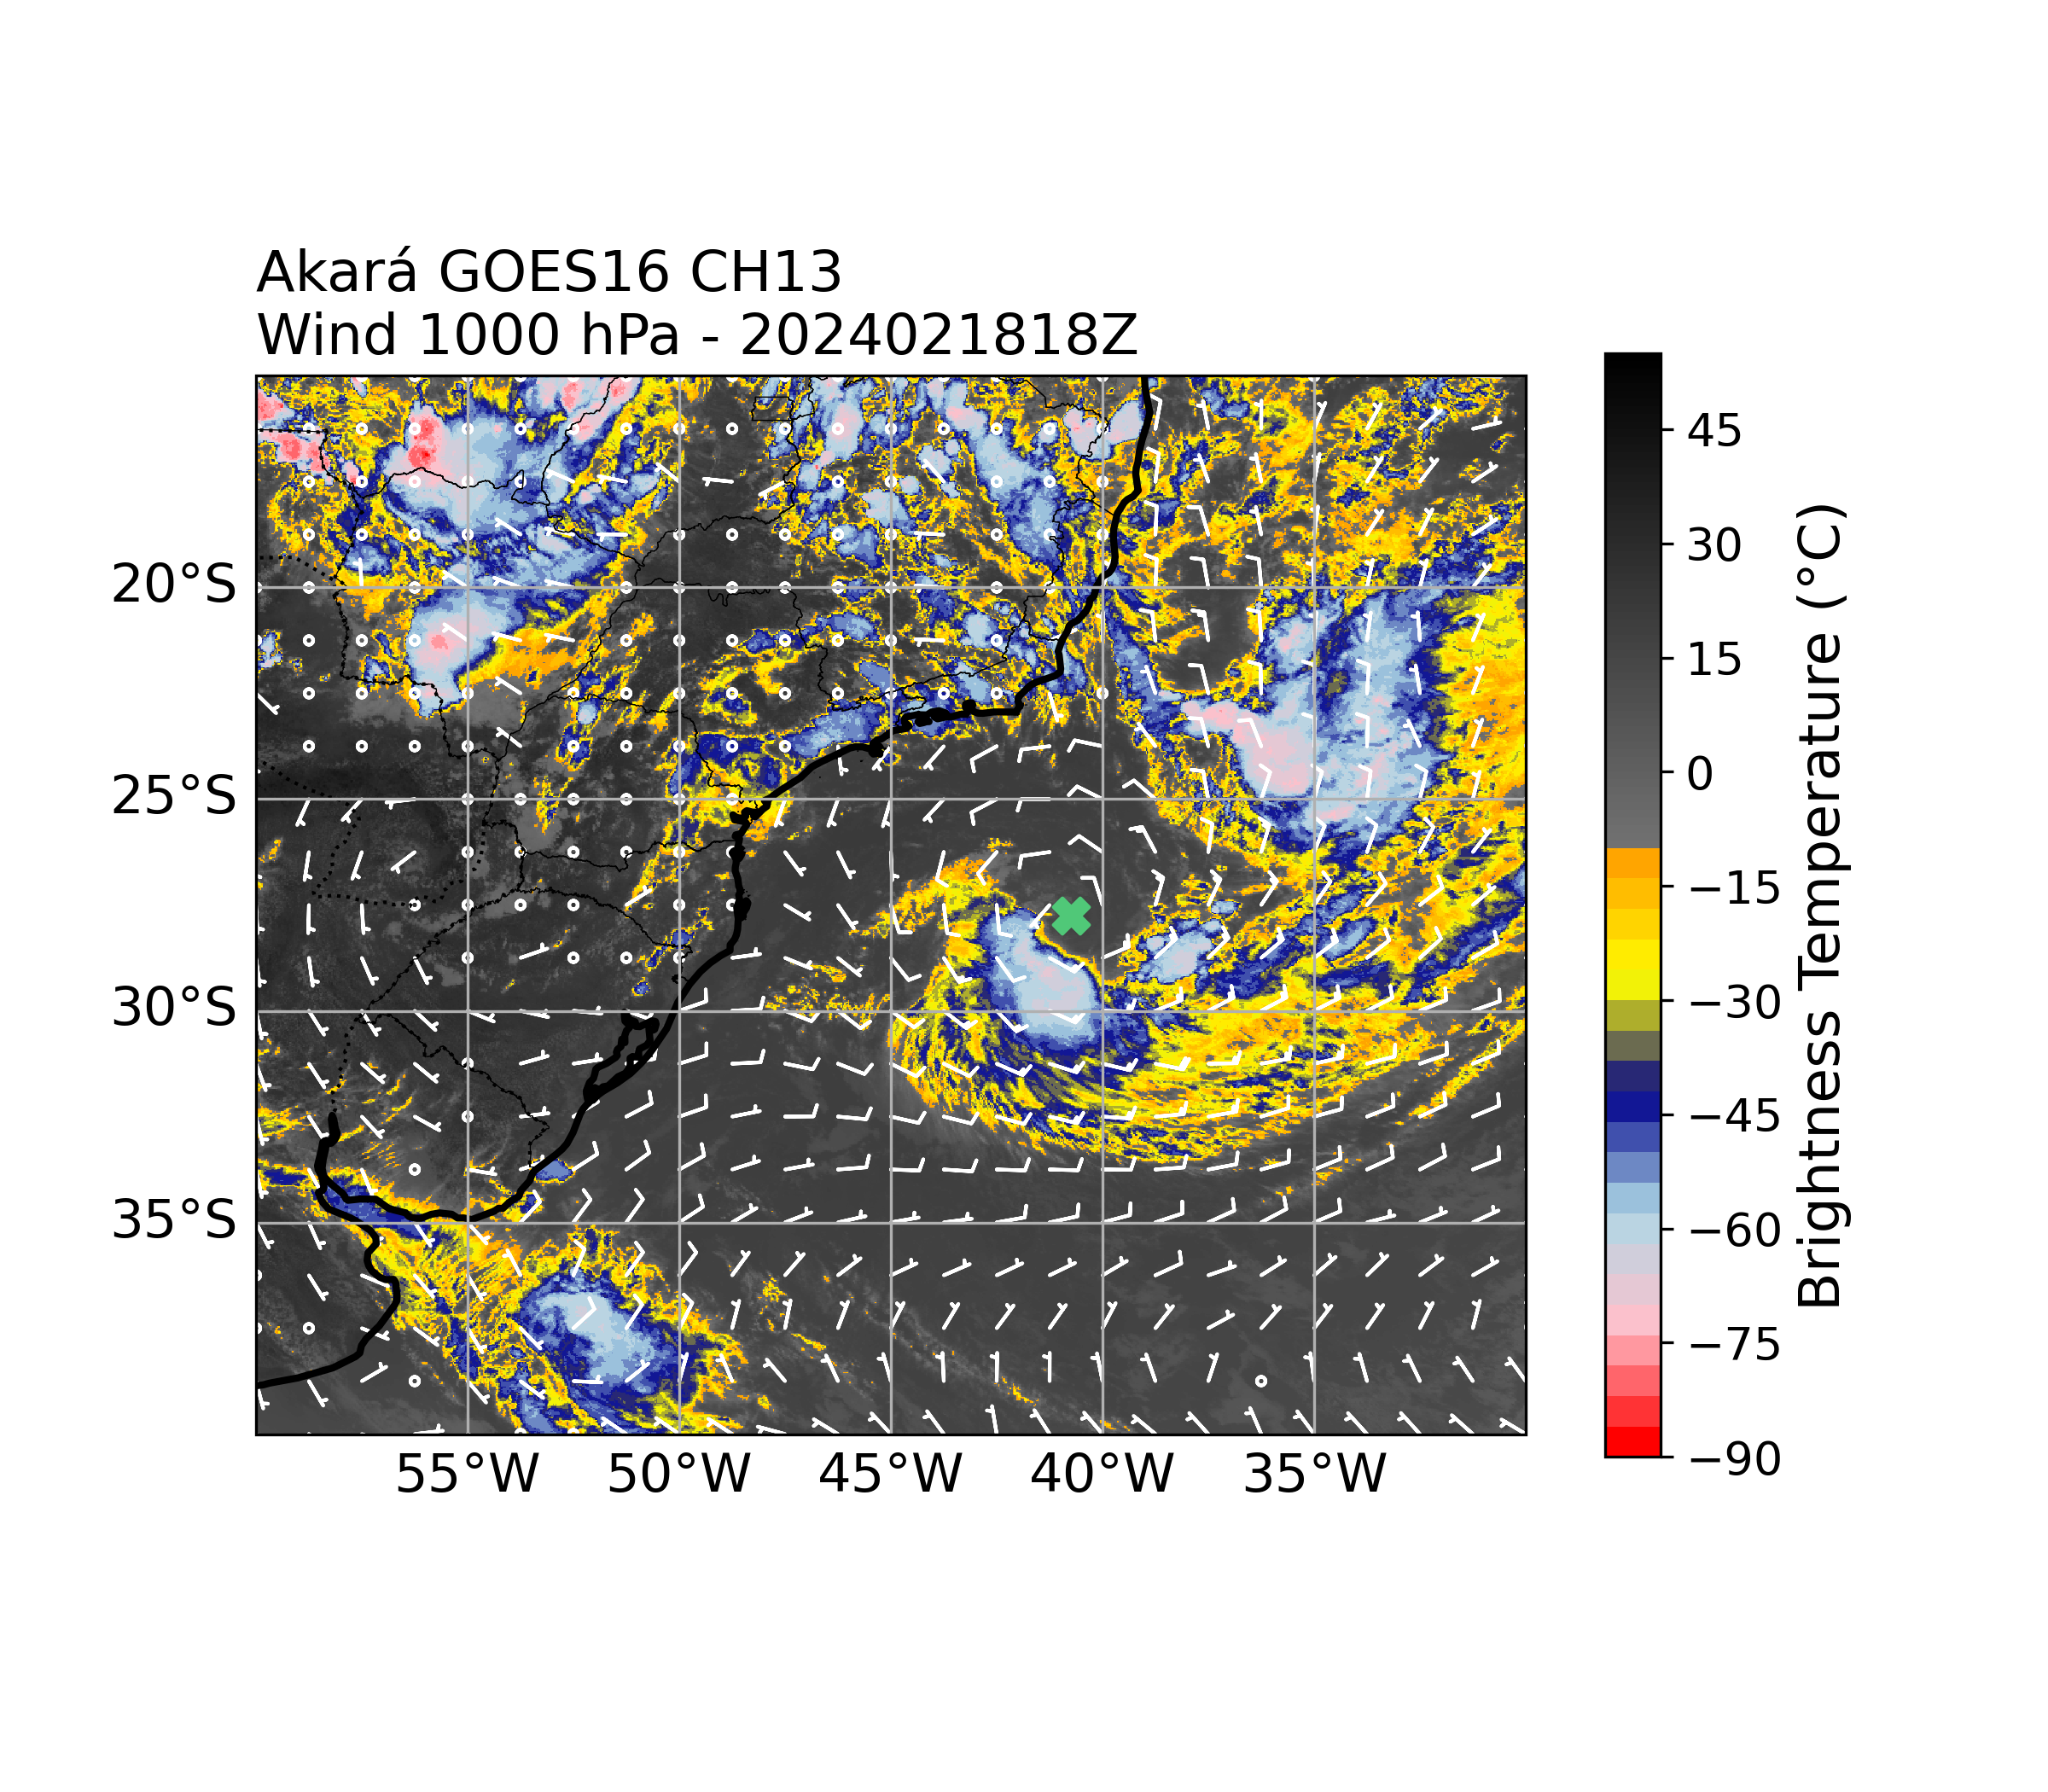 Akará GOES16 CH13
Wind 1000 hPa - 2024021818Z
20°S
25°S
30°S
35°S
55°W 50°W 45°W 40°W 35°W
45
30
15
0
−15
−30
−45
−60
−75
−90
Brightness Temperature (°C)